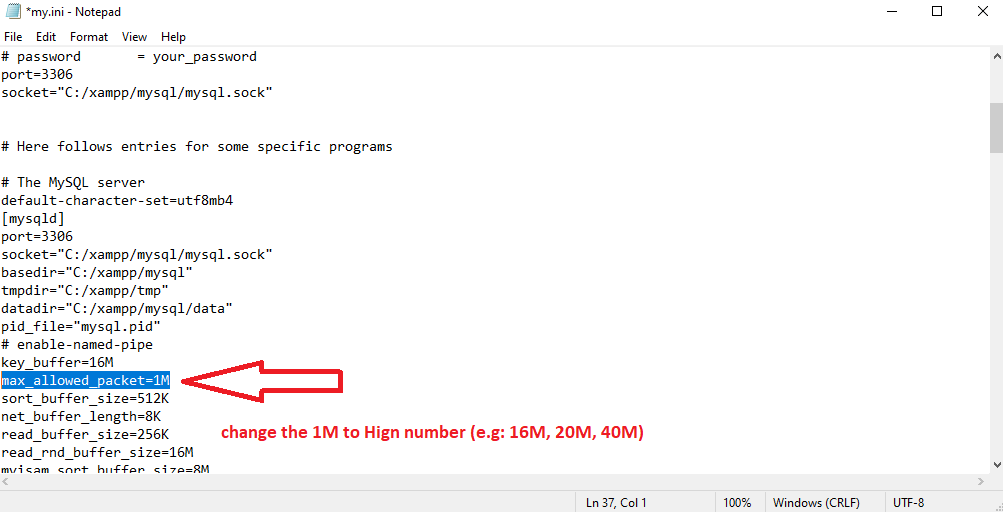 *my.ini - Notepad
File Edit Format View Help
# password       = your_password
port=3306
socket="C:/xampp/mysql/mysql.sock"
# Here follows entries for some specific programs
# The MySQL server
default-character-set=utf8mb4
[mysqld]
port=3306
socket="C:/xampp/mysql/mysql.sock"
basedir="C:/xampp/mysql"
tmpdir="C:/xampp/tmp"
datadir="C:/xampp/mysql/data"
pid_file="mysql.pid"
# enable-named-pipe
key_buffer=16M
max_allowed_packet=1M
sort_buffer_size=512K
net_buffer_length=8K
change the 1M to Hign number (e.g: 16M, 20M, 40M)
read_buffer_size=256K
read_rnd_buffer_size=16M
myisam_sort_buffer_size=8M
Ln 37, Col 1 100% Windows (CRLF) UTF-8